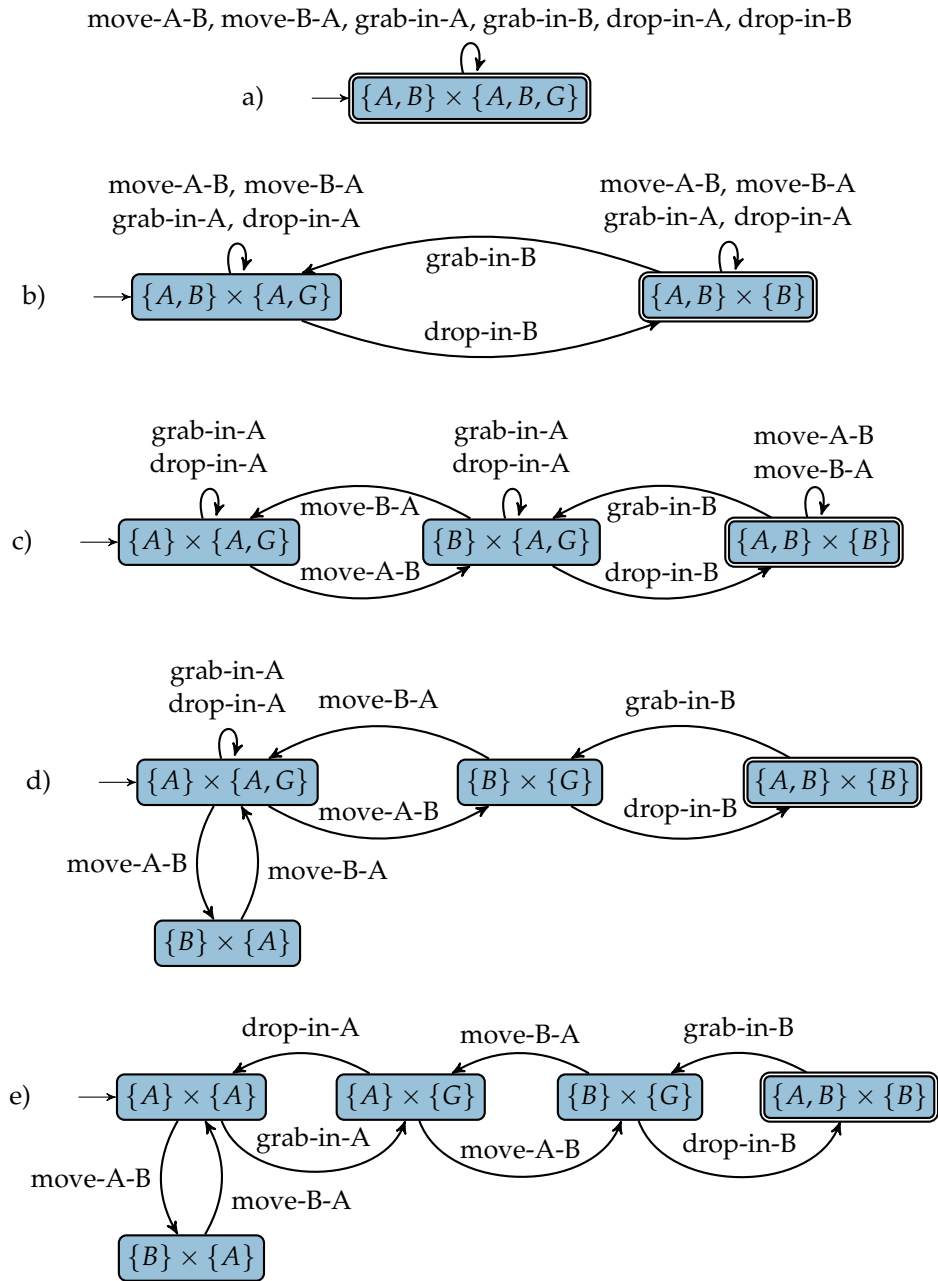 move-A-B, move-B-A, grab-in-A, grab-in-B, drop-in-A, drop-in-B
a)
{A, B} × {A, B, G}
move-A-B, move-B-A
grab-in-A, drop-in-A
move-A-B, move-B-A
grab-in-A, drop-in-A
grab-in-B
b)
{A, B} × {A, G}
{A, B} × {B}
drop-in-B
grab-in-A
drop-in-A
grab-in-A
drop-in-A
move-A-B
move-B-A
move-B-A
grab-in-B
c)
{A} × {A, G}
{B} × {A, G}
{A, B} × {B}
move-A-B
drop-in-B
grab-in-A
drop-in-A
move-B-A
grab-in-B
d)
{A} × {A, G}
{B} × {G}
{A, B} × {B}
move-A-B
drop-in-B
move-A-B
move-B-A
{B} × {A}
drop-in-A
move-B-A
grab-in-B
e)
{A} × {A}
{A} × {G}
{B} × {G}
{A, B} × {B}
grab-in-A
move-A-B
drop-in-B
move-A-B
move-B-A
{B} × {A}